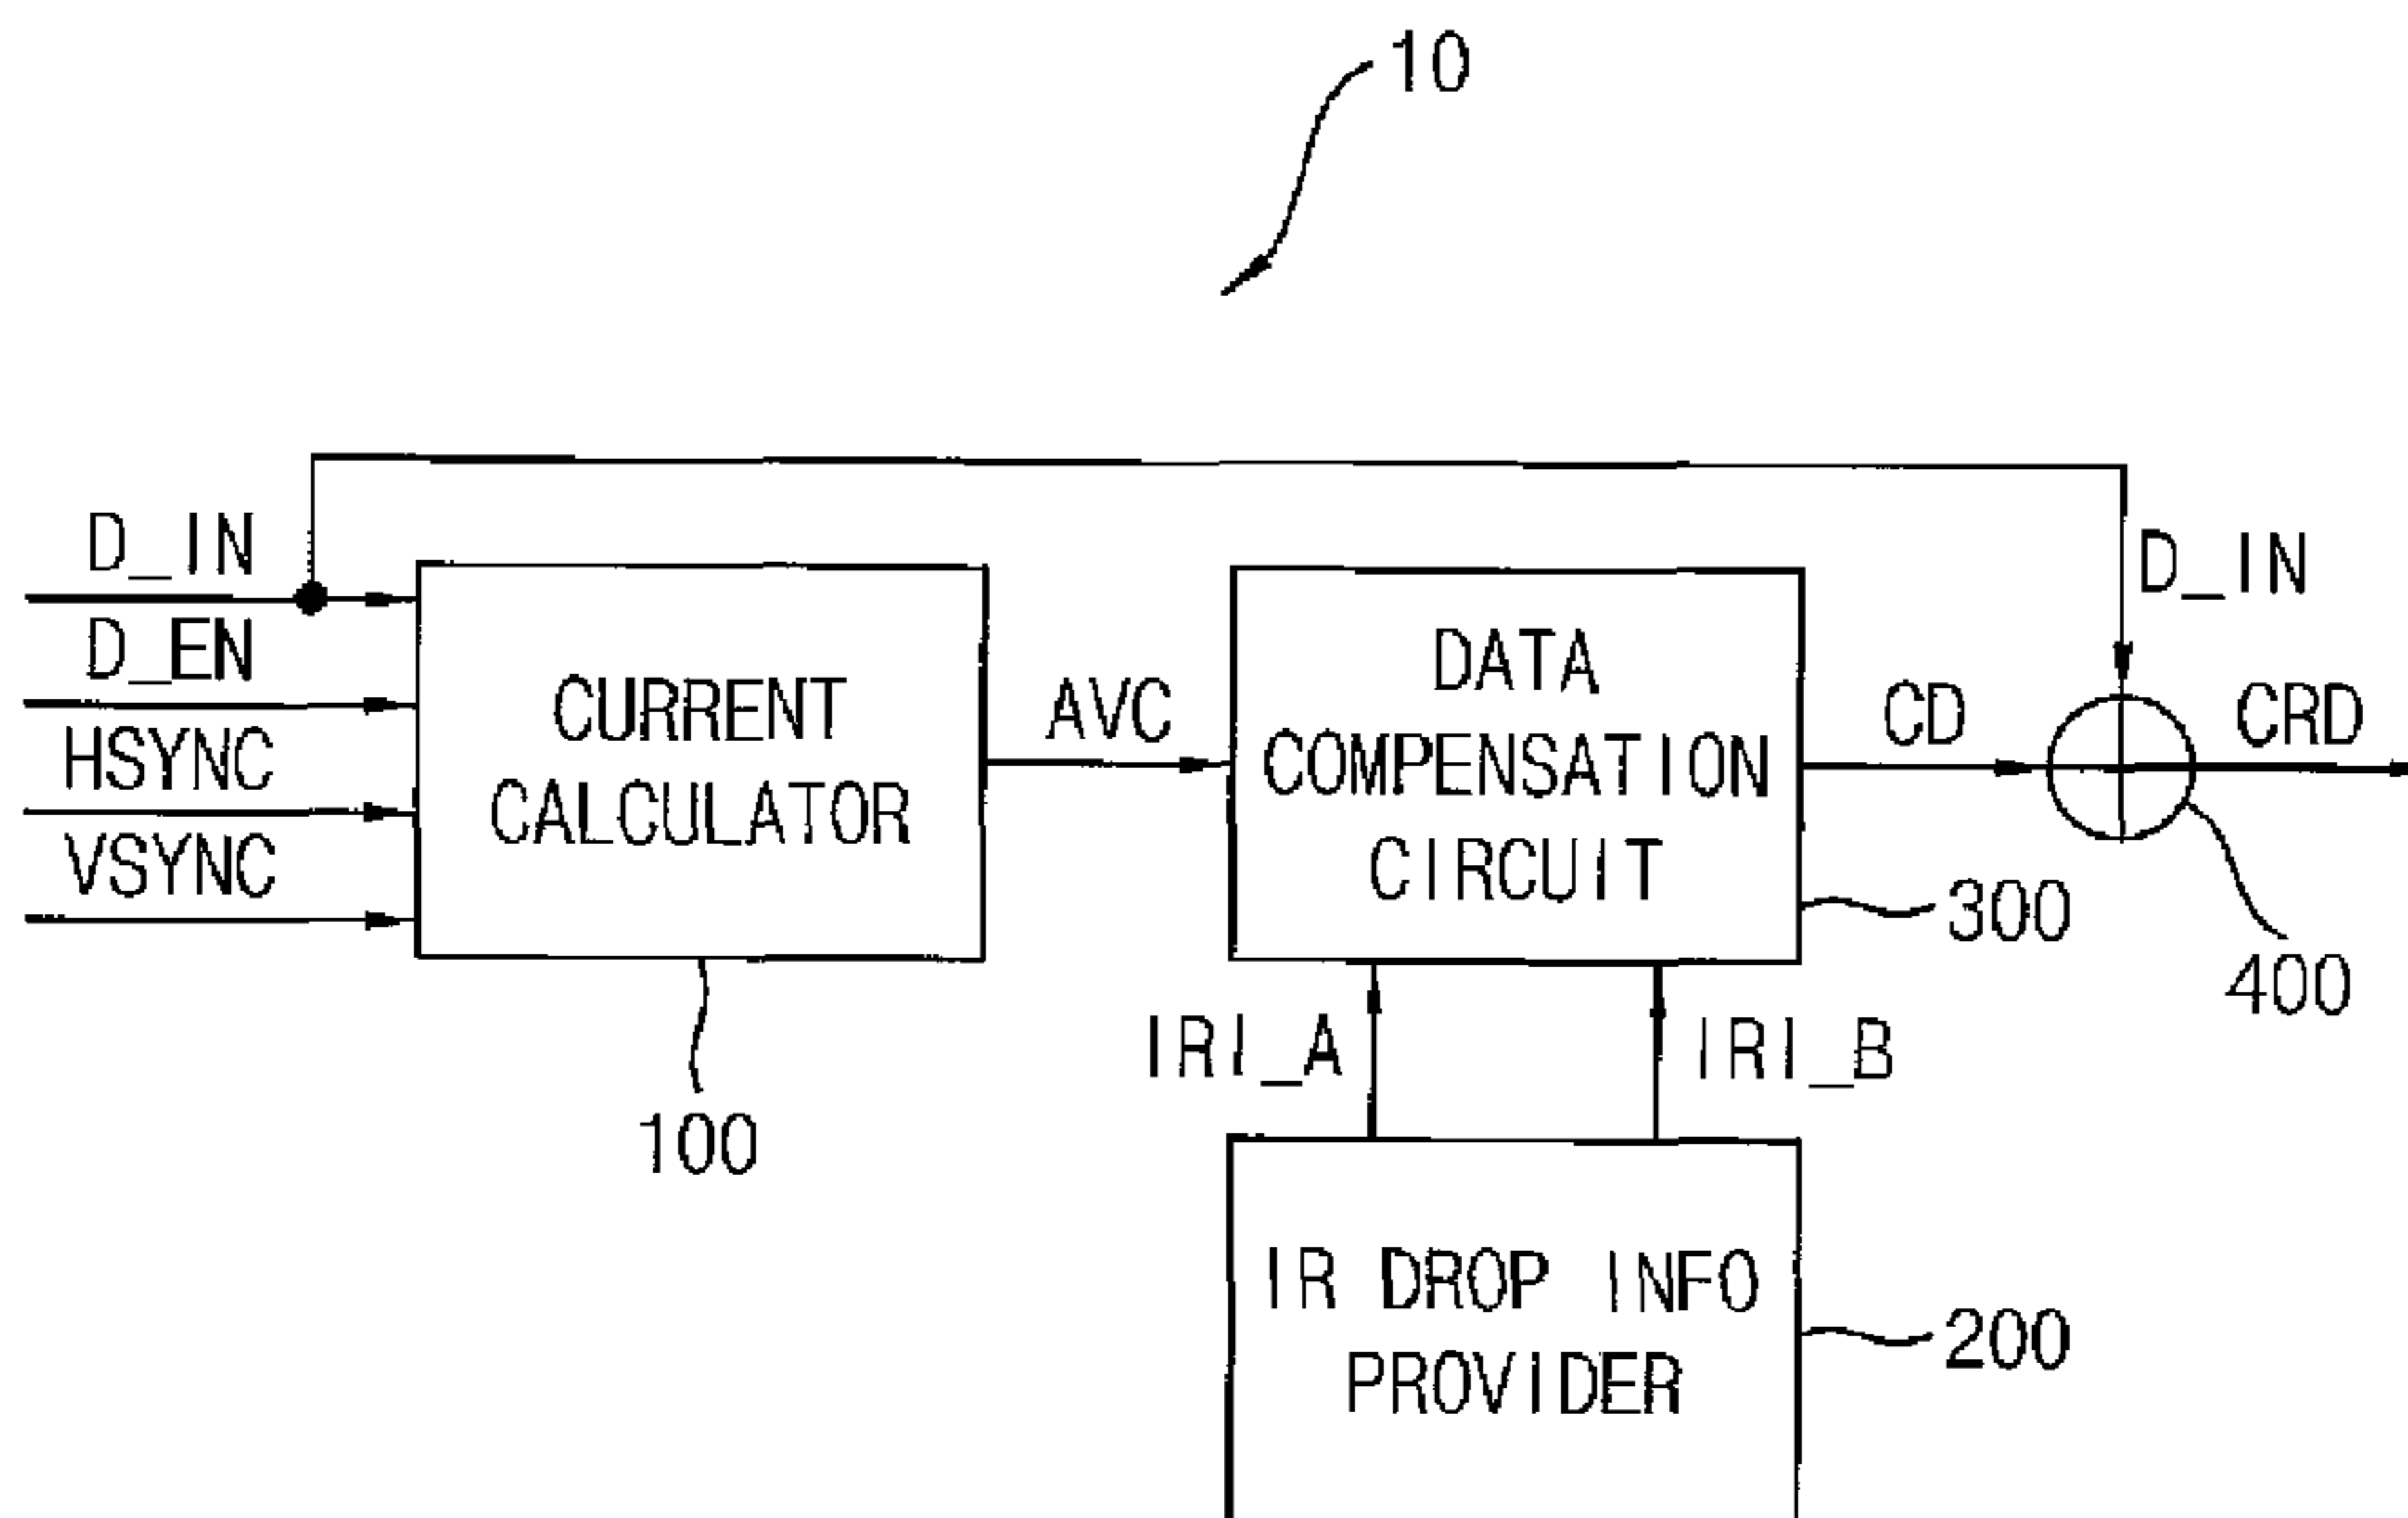 10
D_IN
D_EN
HSYNC
VSYNC
CURRENT
CALCULATOR
100
AVC
DATA
COMPENSATION
CIRCUIT
300
CD
D_IN
CRD
400
IRI_A
IRI_B
IR DROP INFO
PROVIDER
200